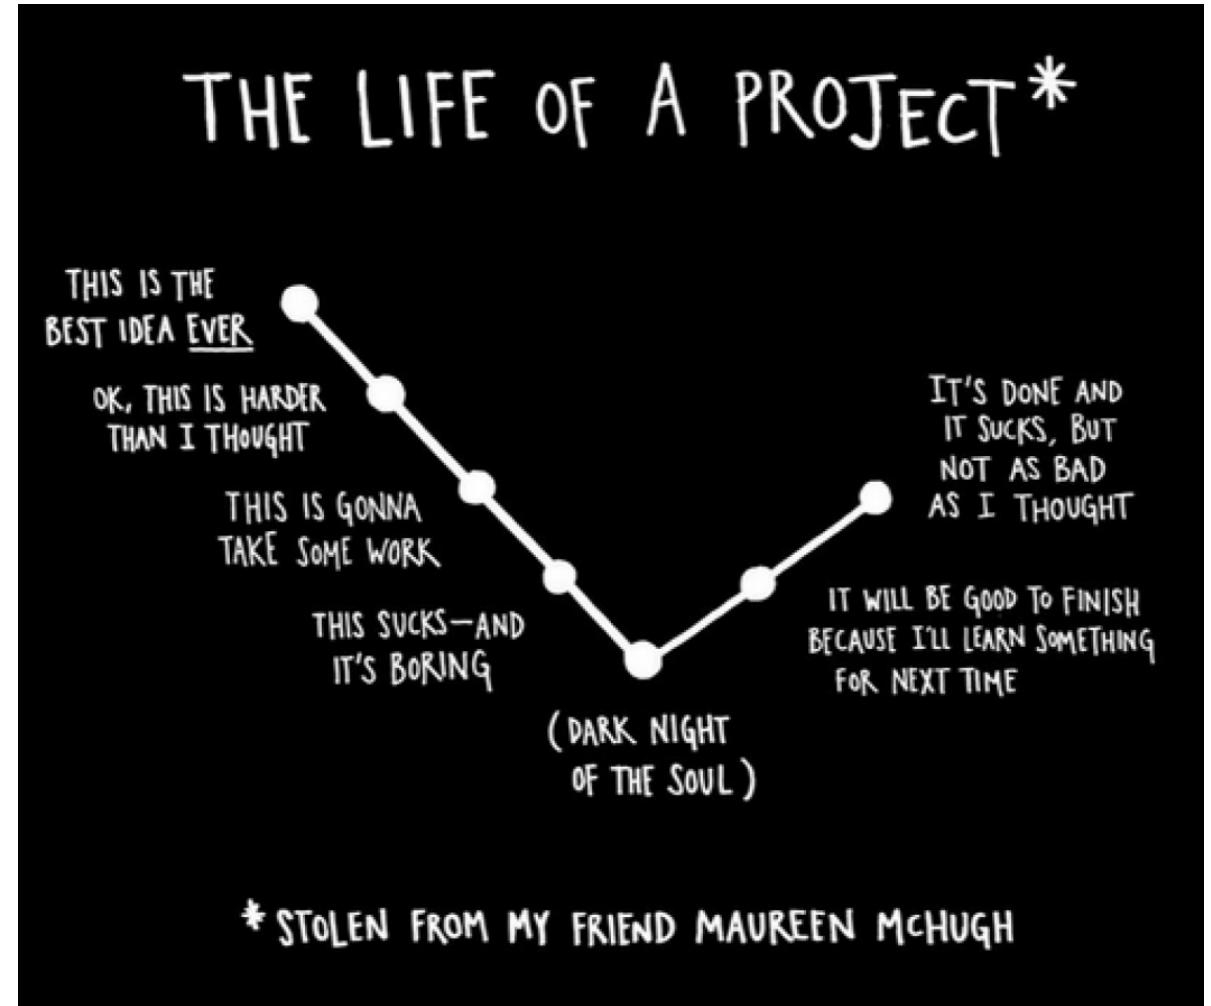 THE LIFE OF A PROJECT*
THIS IS THE
BEST IDEA EVER
OK, THIS IS HARDER
THAN I THOUGHT
THIS IS GONNA
TAKE SOME WORK
THIS SUCKS—AND
IT'S BORING
(DARK NIGHT
OF THE SOUL)
IT WILL BE GOOD TO FINISH
BECAUSE I'LL LEARN SOMETHING
FOR NEXT TIME
IT'S DONE AND
IT SUCKS, BUT
NOT AS BAD
AS I THOUGHT
*STOLEN FROM MY FRIEND MAUREEN McHUGH